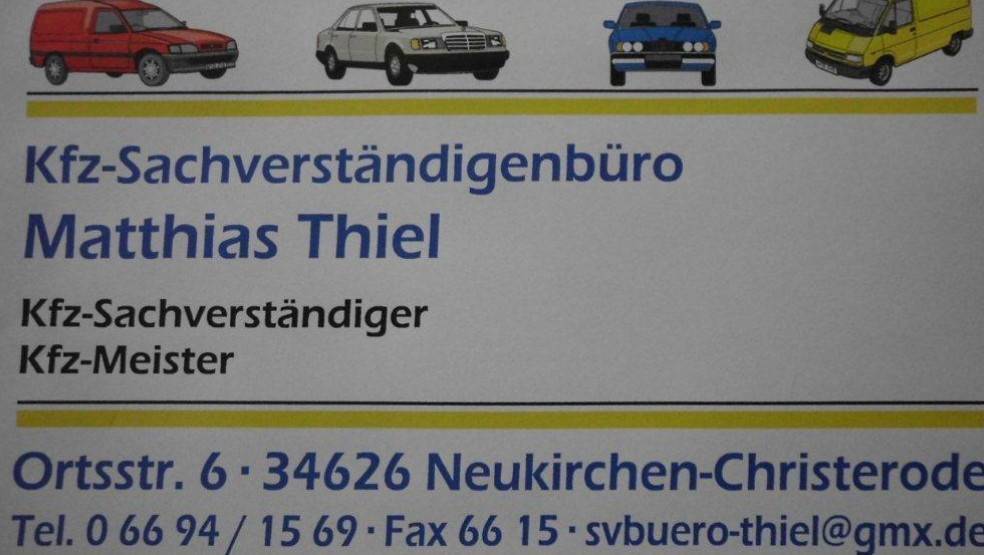 Kfz-Sachverständigenbüro
Matthias Thiel
Kfz-Sachverständiger
Kfz-Meister
Ortsstr. 6 · 34626 Neukirchen-Christerode
Tel. 0 66 94 / 15 69 · Fax 66 15 · svbuero-thiel@gmx.de